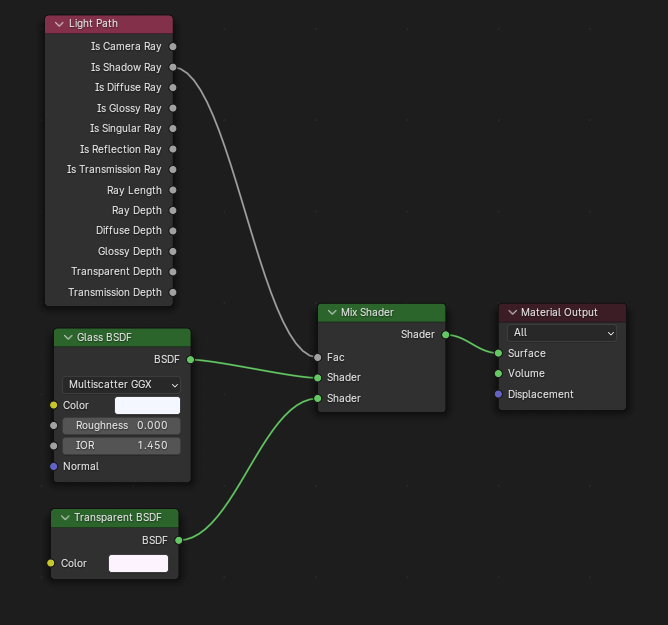 Light Path
Is Camera Ray
Is Shadow Ray
Is Diffuse Ray
Is Glossy Ray
Is Singular Ray
Is Reflection Ray
Is Transmission Ray
Ray Length
Ray Depth
Diffuse Depth
Glossy Depth
Transparent Depth
Transmission Depth
Glass BSDF
BSDF
Multiscatter GGX
Color
Roughness 0.000
IOR 1.450
Normal
Transparent BSDF
BSDF
Color
Mix Shader
Shader
Fac
Shader
Shader
Material Output
All
Surface
Volume
Displacement